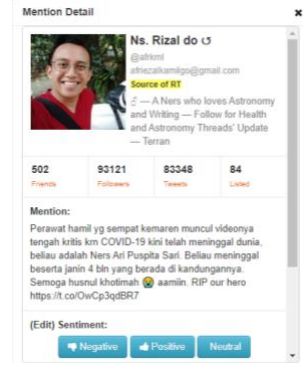 Mention Detail
Ns. Rizal do
@afrkml
afriezalkamilgo@gmail.com
Source of RT
— A Ners who loves Astronomy
and Writing — Follow for Health
and Astronomy Threads' Update
— Terran
502 93121 83348 84
Friends Followers Tweets Listed
Mention:
Perawat hamil yg sempat kemaren muncul videonya
tengah kritis krn COVID-19 kini telah meninggal dunia,
beliau adalah Ners Ari Puspita Sari. Beliau meninggal
beserta janin 4 bln yang berada di kandungannya.
Semoga husnul khotimah 😭 aamiin. RIP our hero
https://t.co/OwCp3qdBR7
(Edit) Sentiment:
Negative Positive Neutral